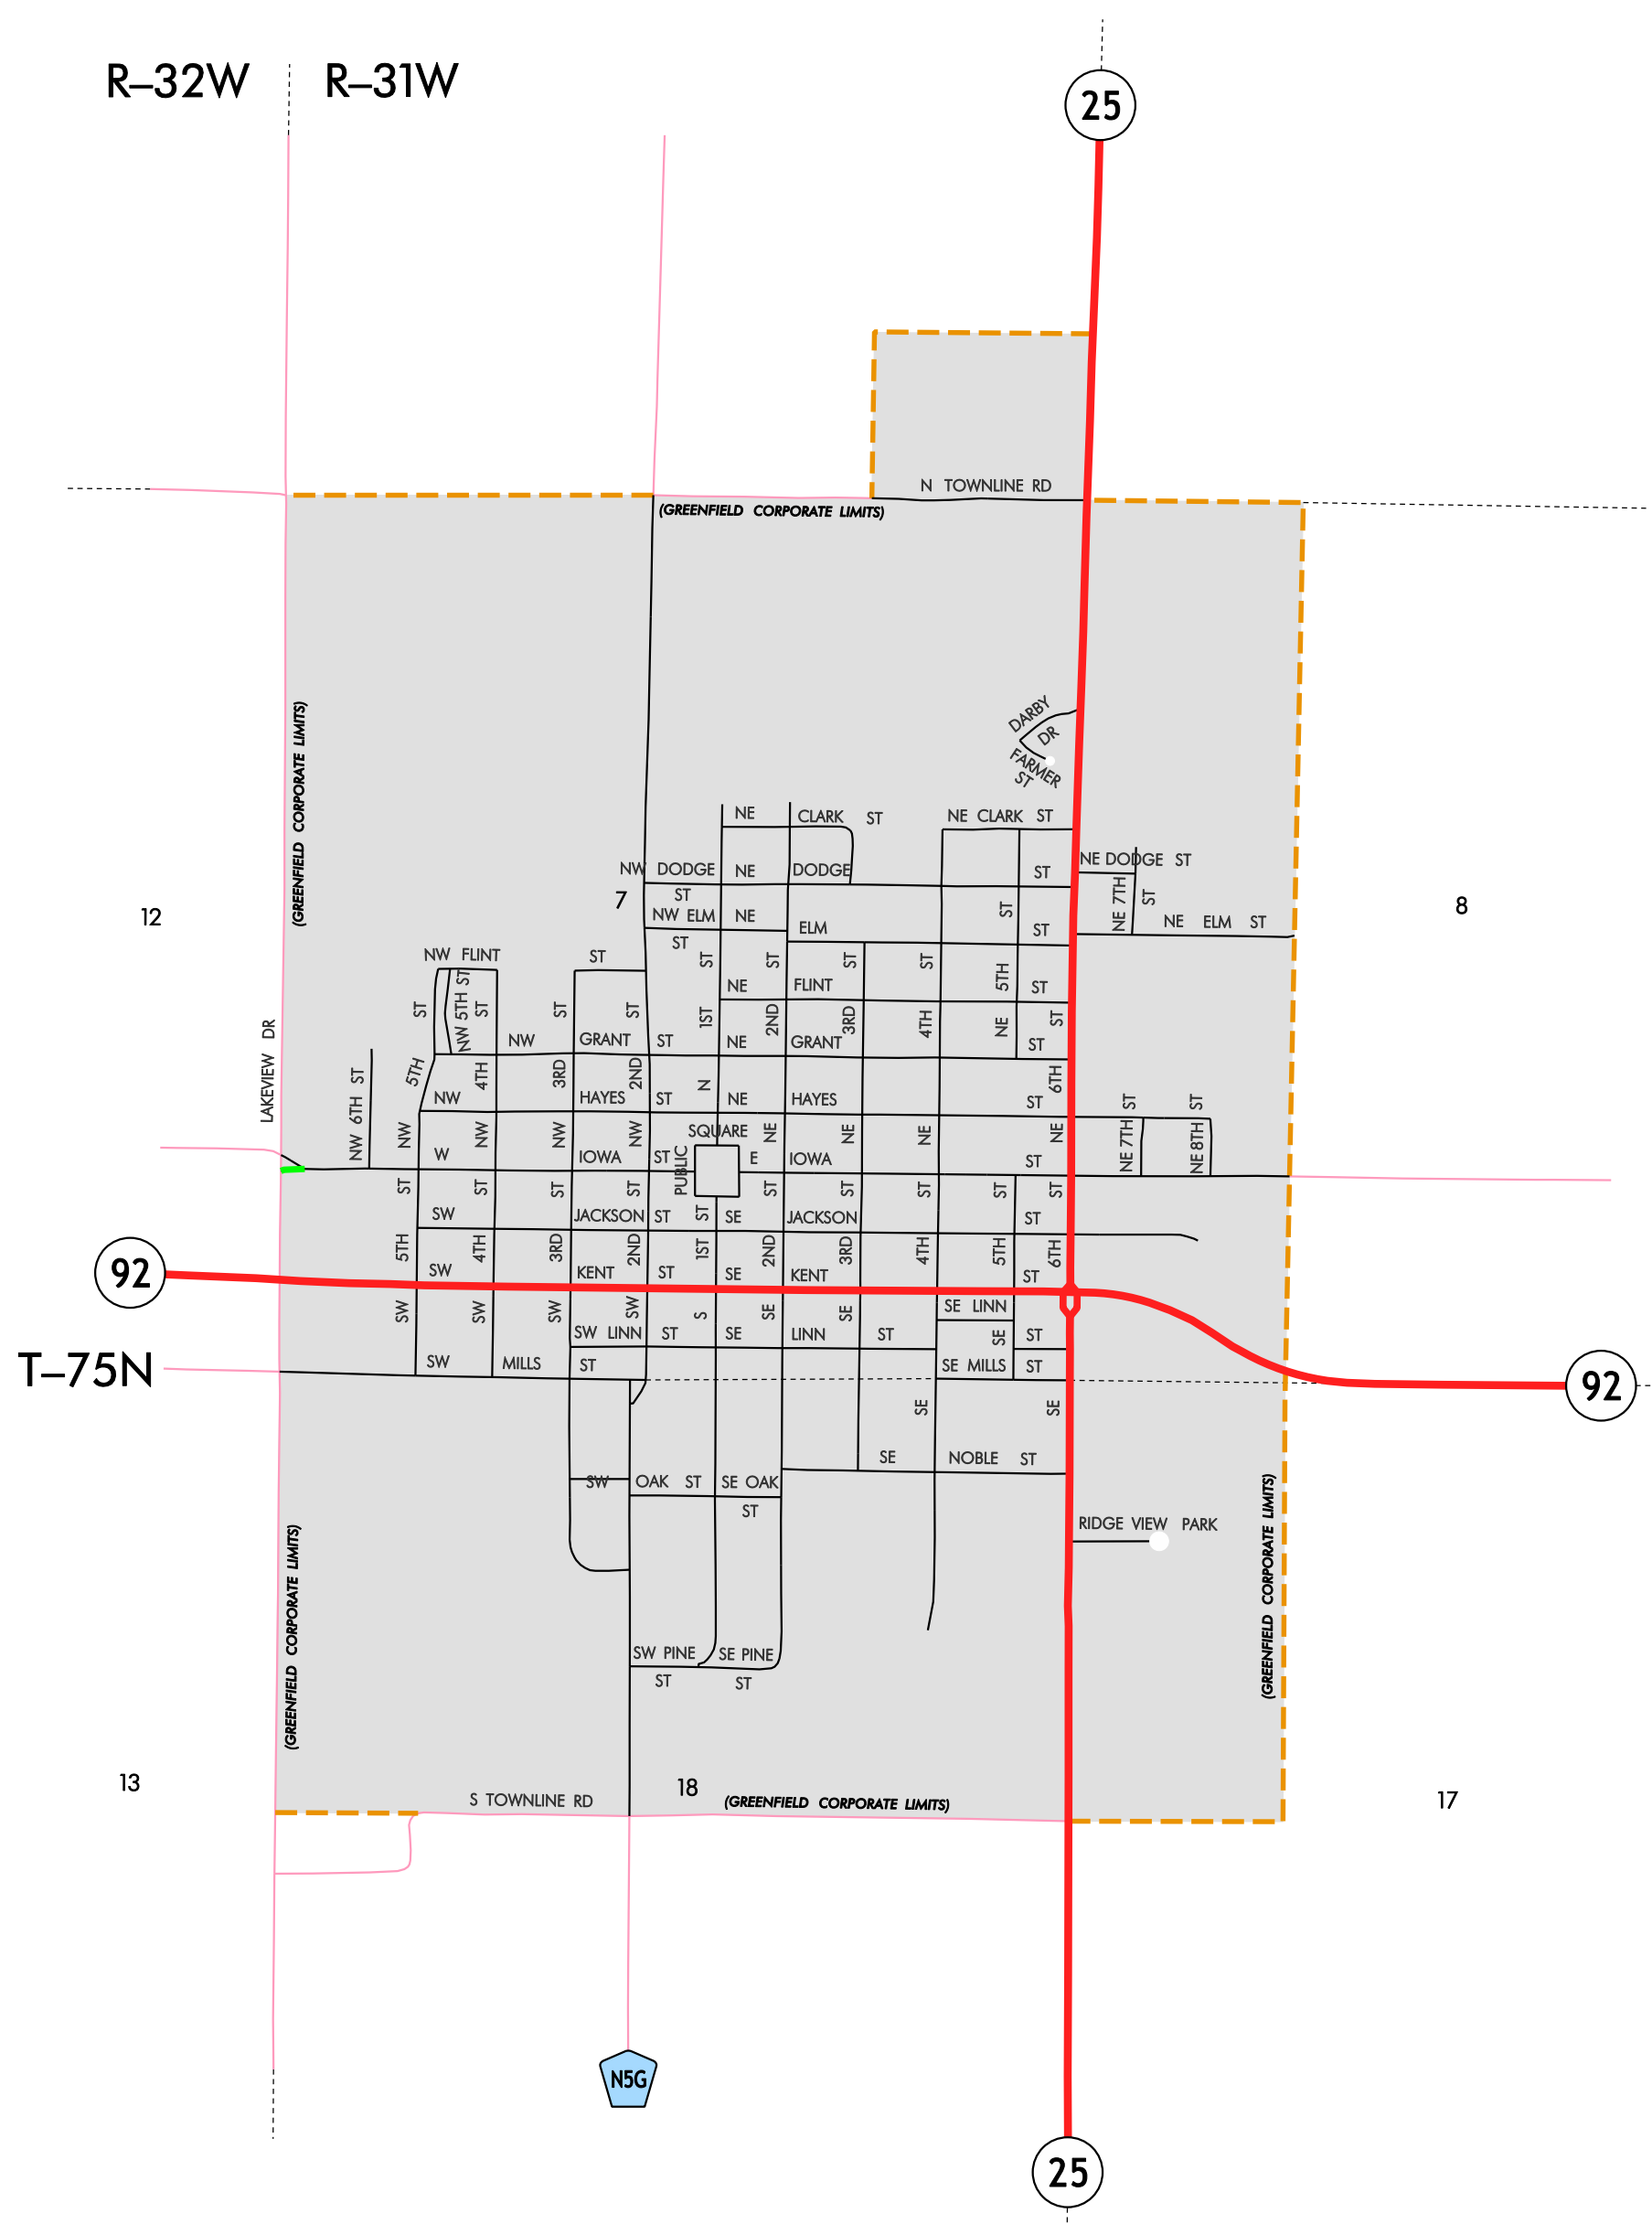 R–32W R–31W
25
N TOWNLINE RD
(GREENFIELD CORPORATE LIMITS)
(GREENFIELD CORPORATE LIMITS)
DARBY
DR
FARMER
ST
NE CLARK ST
NE CLARK ST
NW DODGE NE DODGE ST
ST
NE DODGE ST
NE 7TH
ST
12
7
8
NW ELM NE ELM ST
ST
NE ELM ST
NW FLINT ST
NE FLINT ST
NW 5TH ST
NW GRANT ST NE GRANT ST
LAKEVIEW DR
NW 6TH ST
NW HAYES ST NE HAYES ST
NW 5TH ST
NW 4TH ST
NW 3RD ST
NW 2ND ST
N 1ST ST
NE 2ND ST
NE 3RD ST
NE 4TH ST
NE 5TH ST
NE 6TH ST
NE 7TH ST
NE 8TH ST
PUBLIC
SQUARE
W IOWA ST E IOWA ST
SW JACKSON ST SE JACKSON ST
92
SW KENT ST SE KENT ST
SW 5TH ST
SW 4TH ST
SW 3RD ST
SW 2ND ST
S 1ST ST
SE 2ND ST
SE 3RD ST
SE 4TH ST
SE 5TH ST
SE 6TH ST
SE LINN ST
SW LINN ST SE LINN ST
T–75N
SW MILLS ST
SE MILLS ST
92
SE
SE
SE NOBLE ST
SW OAK ST SE OAK
ST
RIDGE VIEW PARK
(GREENFIELD CORPORATE LIMITS)
(GREENFIELD CORPORATE LIMITS)
SW PINE SE PINE
ST ST
13
18
17
S TOWNLINE RD
(GREENFIELD CORPORATE LIMITS)
N5G
25